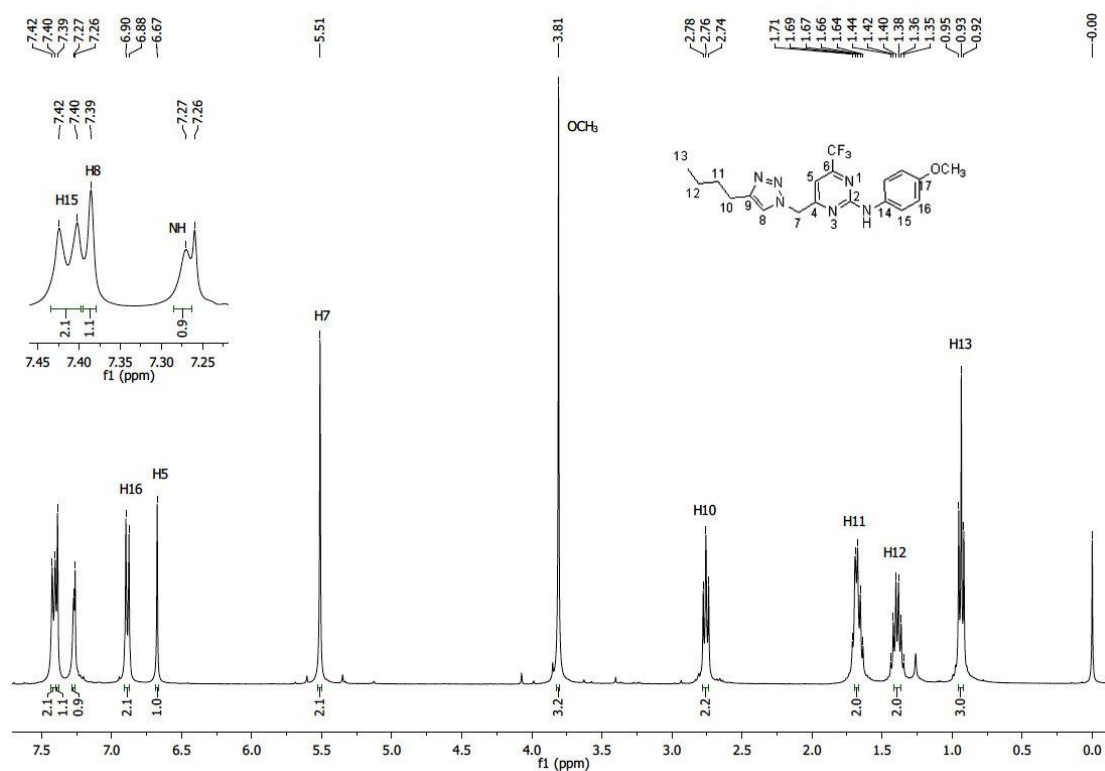 7.42 7.40 7.39 7.27 7.26 6.90 6.88 6.67 5.51 3.81 2.78 2.76 2.74 1.71 1.69 1.67 1.66 1.64 1.44 1.42 1.40 1.38 1.36 1.35 0.95 0.93 0.92 -0.00
7.42 7.40 7.39 7.27 7.26
H15 H8 NH
2.1 1.1 0.9
7.45 7.40 7.35 7.30 7.25
f1 (ppm)
OCH₃
13 11 12 10 9 8 7 N N N
CF₃
6 5 4 N 1 2 N 3 N H
14 15 16 17 OCH₃
H16 H5 H7 H10 H11 H12 H13
2.1 1.1 0.9 2.1 1.0 2.1 3.2 2.2 2.0 2.0 3.0
7.5 7.0 6.5 6.0 5.5 5.0 4.5 4.0 3.5 3.0 2.5 2.0 1.5 1.0 0.5 0.0
f1 (ppm)